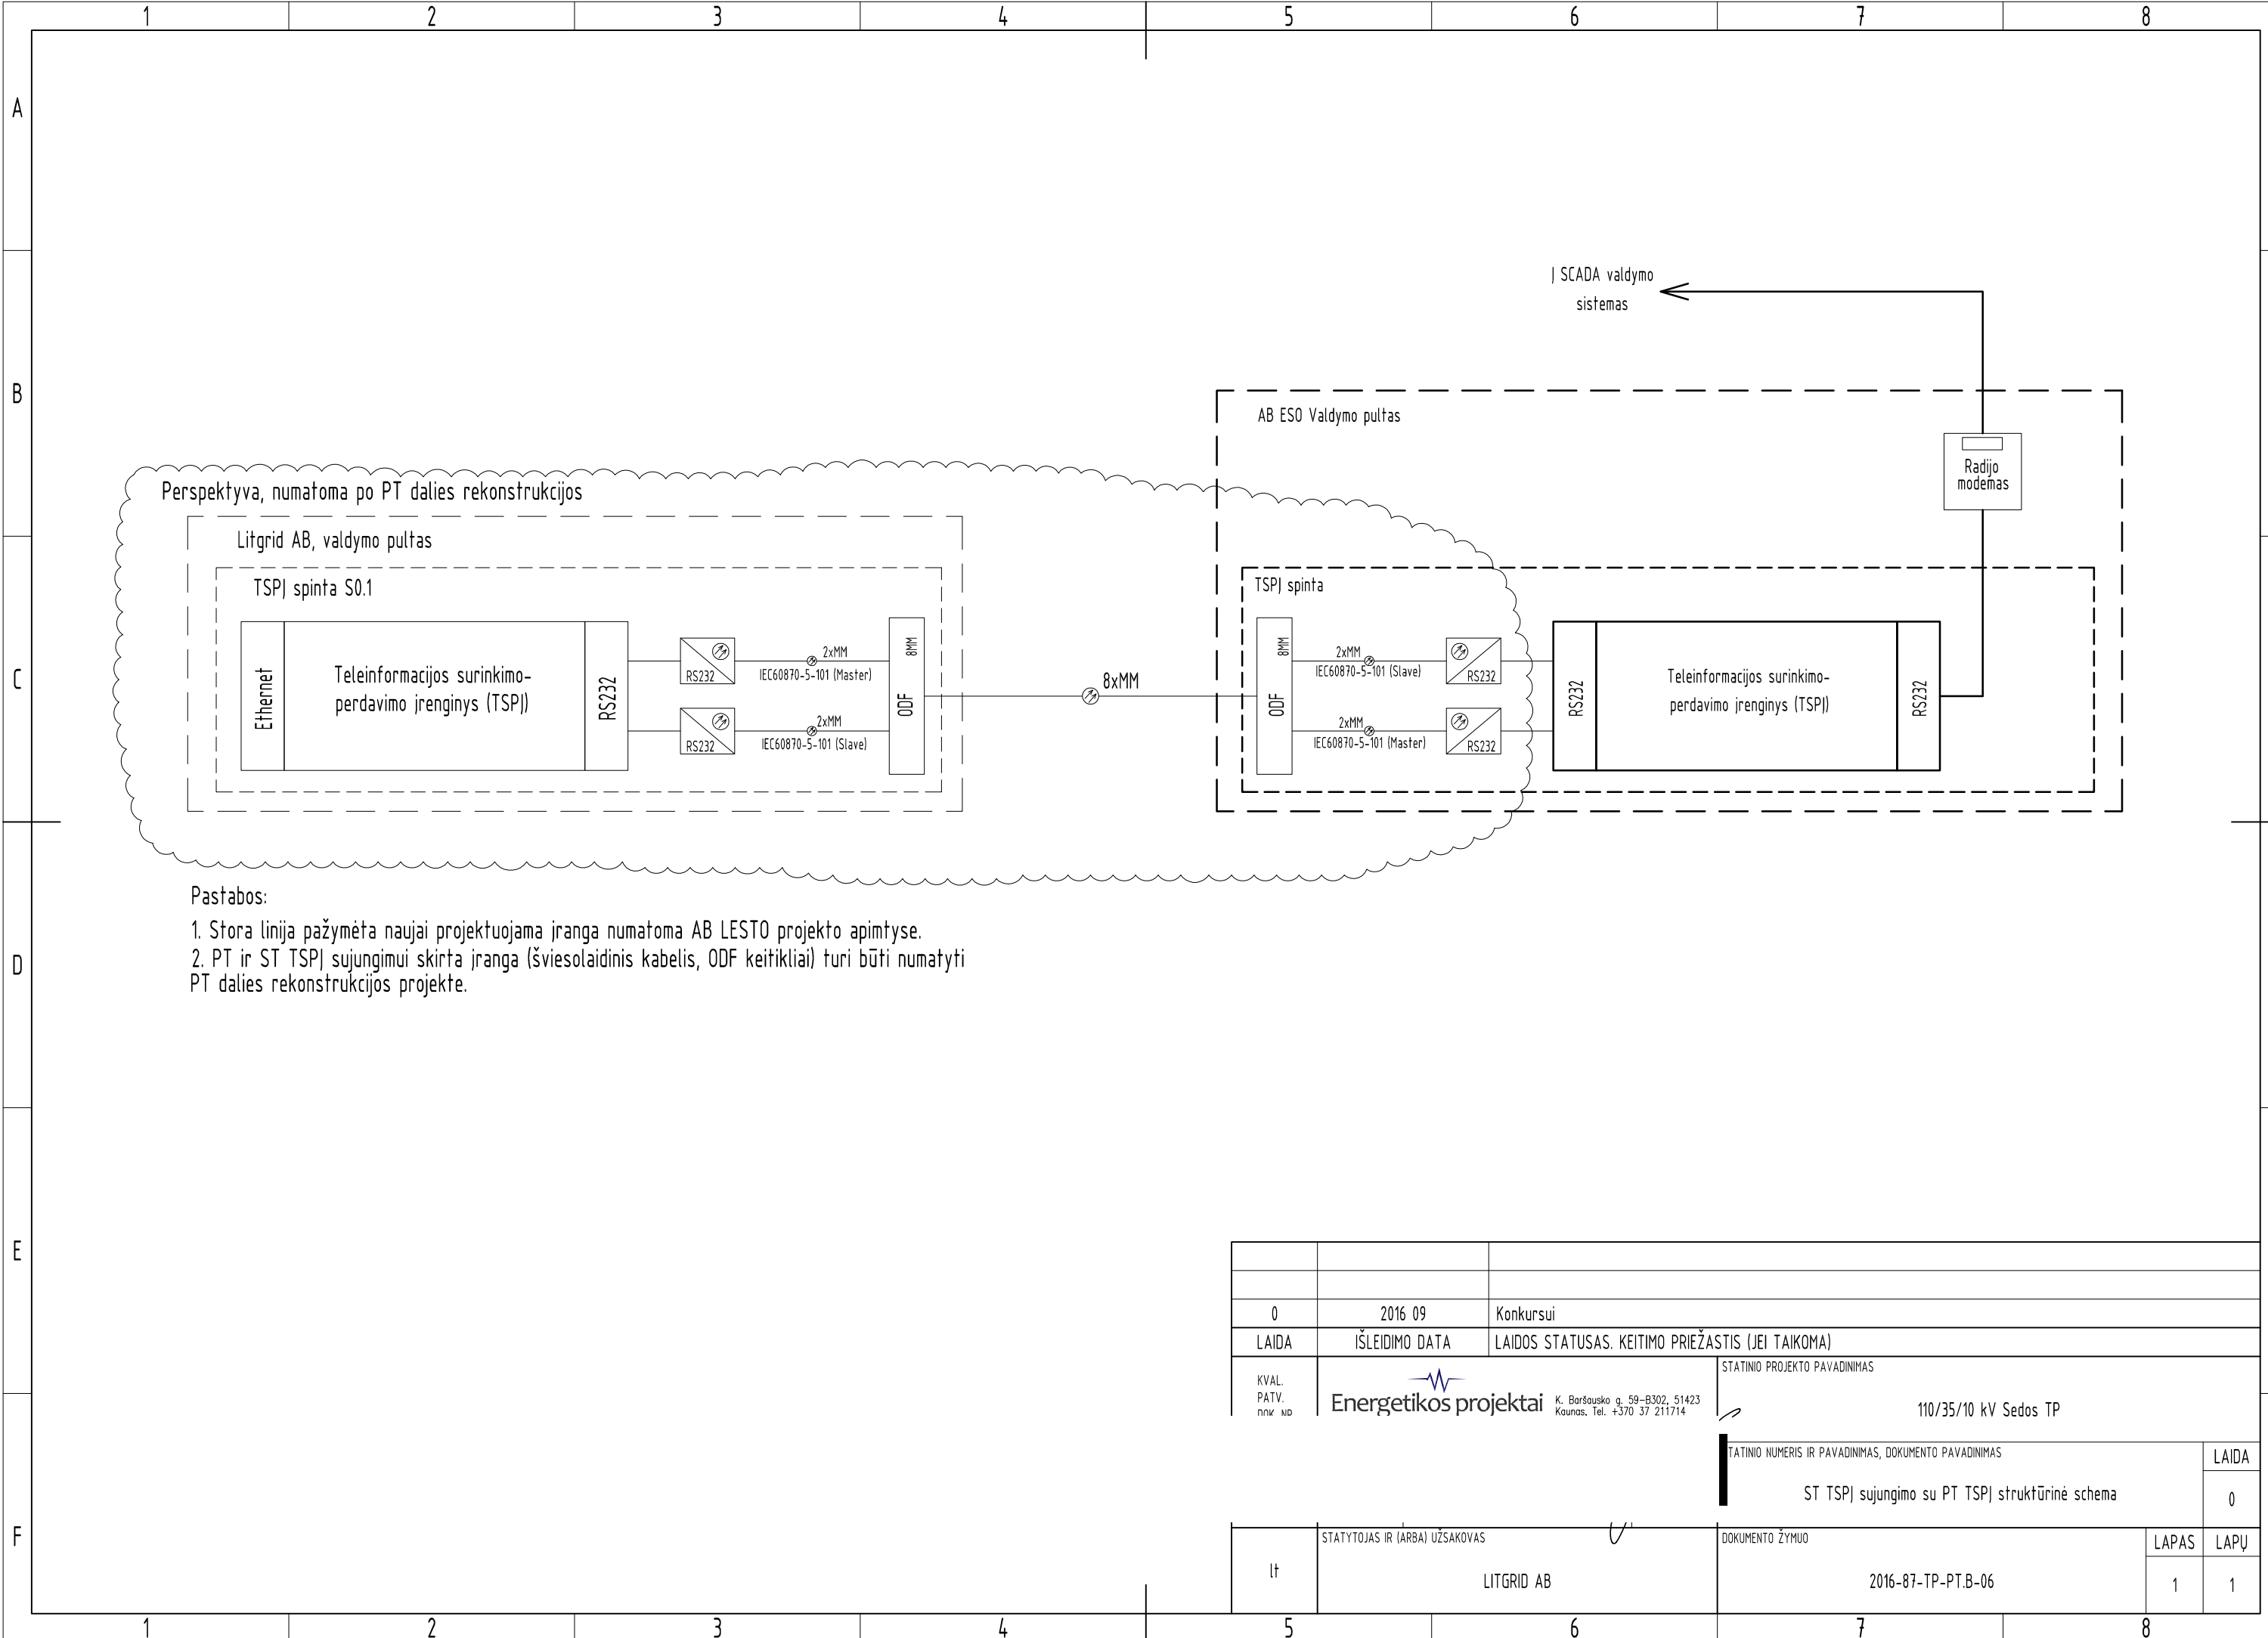 1 2 3 4 5 6 7 8
A
B
C
D
E
F
Į SCADA valdymo
sistemas
AB ESO Valdymo pultas
Radijo
modemas
Perspektyva, numatoma po PT dalies rekonstrukcijos
Litgrid AB, valdymo pultas
TSPĮ spinta S0.1
Ethernet
Teleinformacijos surinkimo-
perdavimo įrenginys (TSPĮ)
RS232
RS232
2xMM
IEC60870-5-101 (Master)
RS232
2xMM
IEC60870-5-101 (Slave)
8MM
ODF
8xMM
TSPĮ spinta
8MM
ODF
2xMM
IEC60870-5-101 (Slave)
RS232
2xMM
IEC60870-5-101 (Master)
RS232
RS232
Teleinformacijos surinkimo-
perdavimo įrenginys (TSPĮ)
RS232
Pastabos:
1. Stora linija pažymėta naujai projektuojama įranga numatoma AB LESTO projekto apimtyse.
2. PT ir ST TSPĮ sujungimui skirta įranga (šviesolaidinis kabelis, ODF keitikliai) turi būti numatyti
PT dalies rekonstrukcijos projekte.
0 2016 09 Konkursui
LAIDA IŠLEIDIMO DATA LAIDOS STATUSAS. KEITIMO PRIEŽASTIS (JEI TAIKOMA)
KVAL.
PATV.
DOK. NR
Energetikos projektai
K. Baršausko g. 59-B302, 51423
Kaunas. Tel. +370 37 211714
STATINIO PROJEKTO PAVADINIMAS
110/35/10 kV Sedos TP
TATINIO NUMERIS IR PAVADINIMAS, DOKUMENTO PAVADINIMAS
LAIDA
ST TSPĮ sujungimo su PT TSPĮ struktūrinė schema
0
lt
STATYTOJAS IR (ARBA) UŽSAKOVAS
LITGRID AB
DOKUMENTO ŽYMUO
2016-87-TP-PT.B-06
LAPAS LAPŲ
1 1
1 2 3 4 5 6 7 8